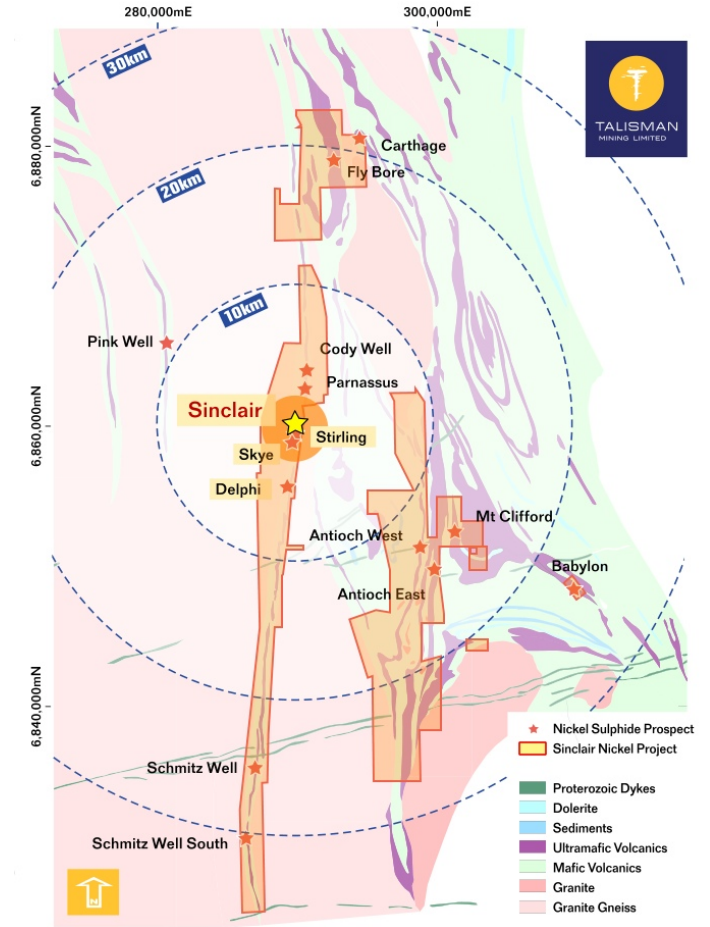 280,000mE
300,000mE
30km
TALISMAN
MINING LIMITED
6,880,000mN
Carthage
Fly Bore
20km
10km
Pink Well
Cody Well
Parnassus
Sinclair
6,860,000mN
Stirling
Skye
Delphi
Mt Clifford
Antioch West
Babylon
Antioch East
6,840,000mN
Nickel Sulphide Prospect
Sinclair Nickel Project
Schmitz Well
Proterozoic Dykes
Dolerite
Sediments
Schmitz Well South
Ultramafic Volcanics
Mafic Volcanics
Granite
Granite Gneiss
N